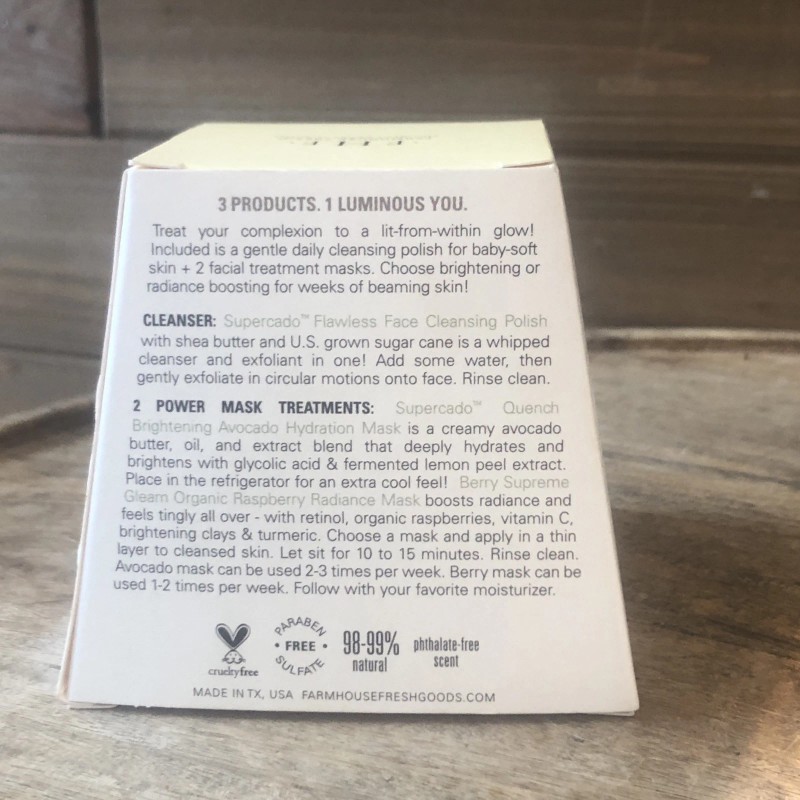 3 PRODUCTS. 1 LUMINOUS YOU.
Treat your complexion to a lit-from-within glow!
Included is a gentle daily cleansing polish for baby-soft
skin + 2 facial treatment masks. Choose brightening or
radiance boosting for weeks of beaming skin!
CLEANSER: Supercado™ Flawless Face Cleansing Polish
with shea butter and U.S. grown sugar cane is a whipped
cleanser and exfoliant in one! Add some water, then
gently exfoliate in circular motions onto face. Rinse clean.
2 POWER MASK TREATMENTS: Supercado™ Quench
Brightening Avocado Hydration Mask is a creamy avocado
butter, oil, and extract blend that deeply hydrates and
brightens with glycolic acid & fermented lemon peel extract.
Place in the refrigerator for an extra cool feel! Berry Supreme
Gleam Organic Raspberry Radiance Mask boosts radiance and
feels tingly all over - with retinol, organic raspberries, vitamin C,
brightening clays & turmeric. Choose a mask and apply in a thin
layer to cleansed skin. Let sit for 10 to 15 minutes. Rinse clean.
Avocado mask can be used 2-3 times per week. Berry mask can be
used 1-2 times per week. Follow with your favorite moisturizer.
crueltyfree
PARABEN
• FREE •
SULFATE
98-99%
natural
phthalate-free
scent
MADE IN TX, USA FARMHOUSEFRESHGOODS.COM